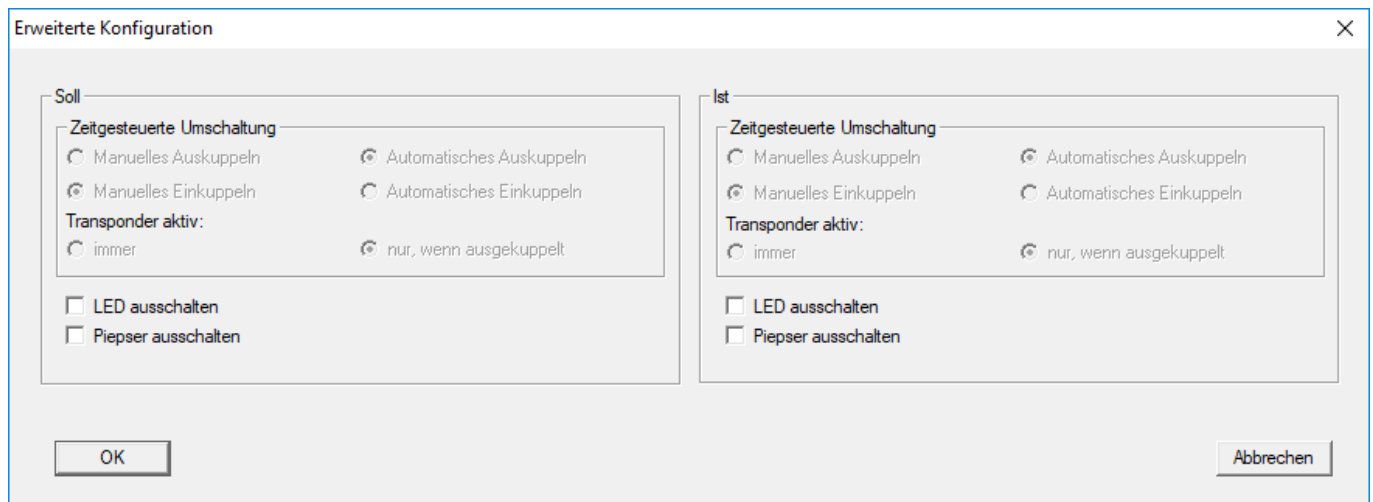 Erweiterte Konfiguration
Soll
Zeitgesteuerte Umschaltung
Manuelles Auskuppeln
Automatisches Auskuppeln
Manuelles Einkuppeln
Automatisches Einkuppeln
Transponder aktiv:
immer
nur, wenn ausgekuppelt
LED ausschalten
Piepser ausschalten
Ist
Zeitgesteuerte Umschaltung
Manuelles Auskuppeln
Automatisches Auskuppeln
Manuelles Einkuppeln
Automatisches Einkuppeln
Transponder aktiv:
immer
nur, wenn ausgekuppelt
LED ausschalten
Piepser ausschalten
OK
Abbrechen